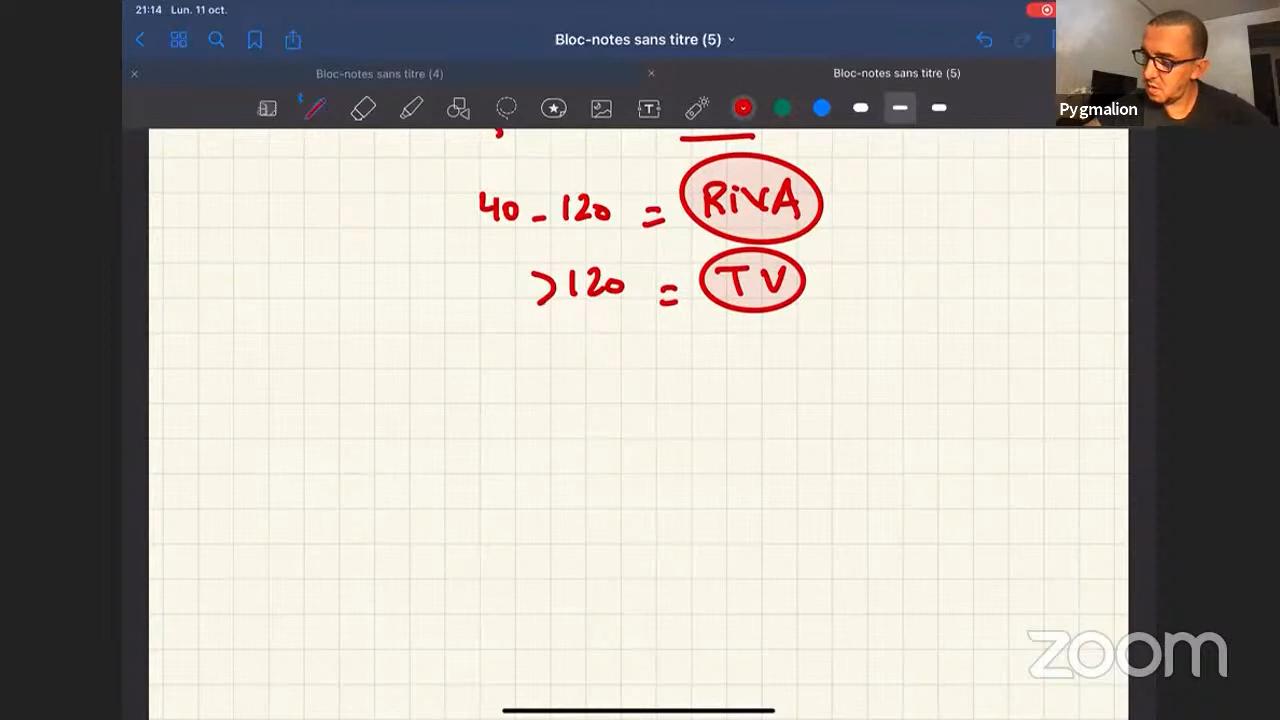 21:14 Lun. 11 oct.
Bloc-notes sans titre (5)
Bloc-notes sans titre (4)
Bloc-notes sans titre (5)
T
Pygmalion
40 - 120 = RiVA
>120 = TV
zoom